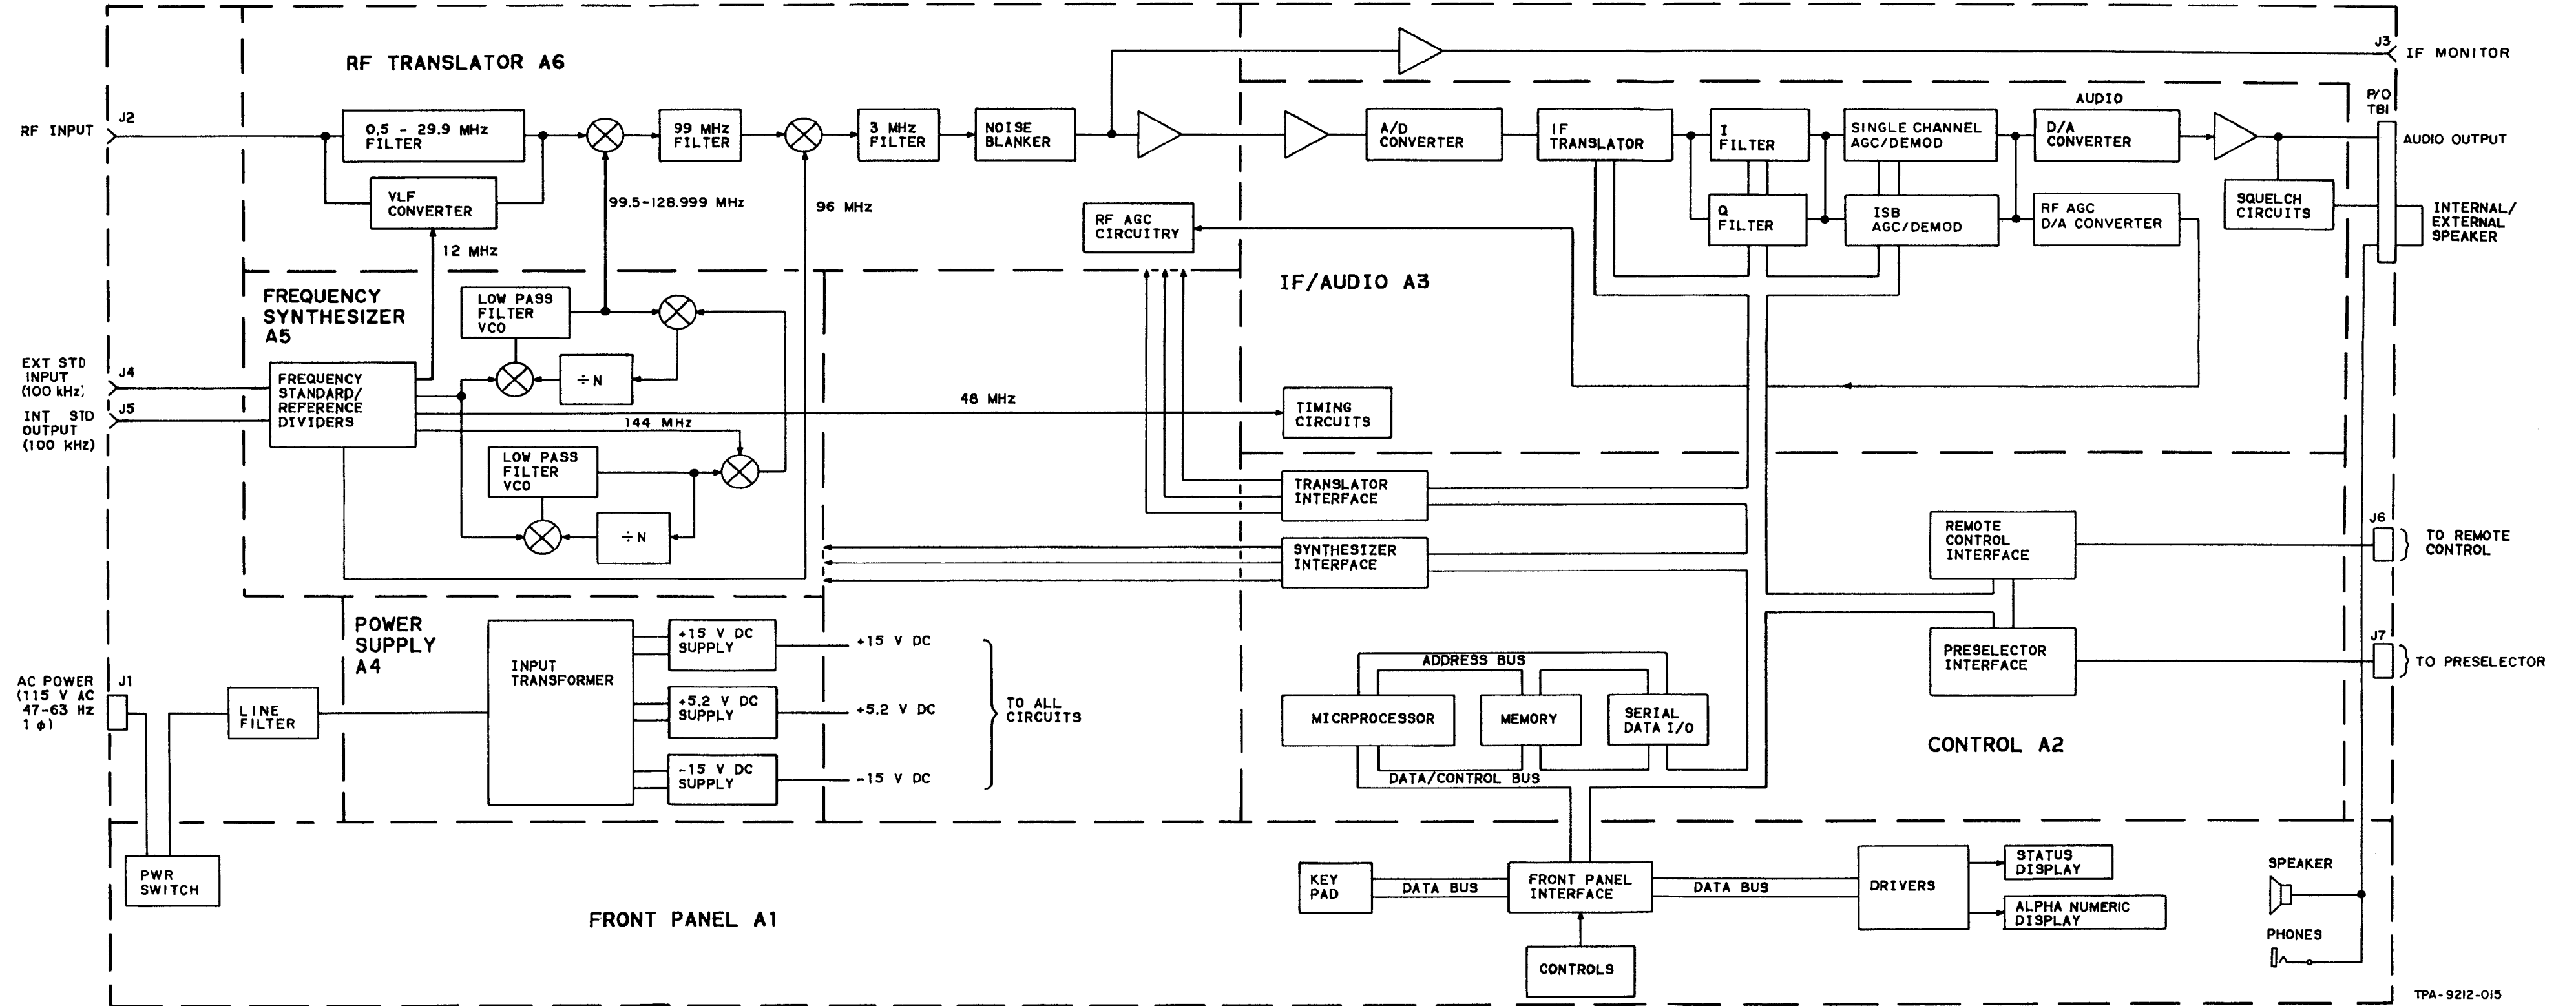 J3
IF MONITOR
RF TRANSLATOR A6
P/O
TB1
AUDIO
J2
RF INPUT
0.5 - 29.9 MHz
FILTER
99 MHz
FILTER
3 MHz
FILTER
NOISE
BLANKER
A/D
CONVERTER
IF
TRANSLATOR
I
FILTER
SINGLE CHANNEL
AGC/DEMOD
D/A
CONVERTER
AUDIO OUTPUT
VLF
CONVERTER
99.5-128.999 MHz
96 MHz
RF AGC
CIRCUITRY
Q
FILTER
ISB
AGC/DEMOD
RF AGC
D/A CONVERTER
SQUELCH
CIRCUITS
INTERNAL/
EXTERNAL
SPEAKER
12 MHz
IF/AUDIO A3
FREQUENCY
SYNTHESIZER
A5
LOW PASS
FILTER
VCO
EXT STD
INPUT
(100 kHz)
J4
FREQUENCY
STANDARD/
REFERENCE
DIVIDERS
÷N
INT STD
OUTPUT
(100 kHz)
J5
48 MHz
TIMING
CIRCUITS
144 MHz
LOW PASS
FILTER
VCO
÷N
TRANSLATOR
INTERFACE
SYNTHESIZER
INTERFACE
REMOTE
CONTROL
INTERFACE
J6
TO REMOTE
CONTROL
POWER
SUPPLY
A4
INPUT
TRANSFORMER
+15 V DC
SUPPLY
+15 V DC
+5.2 V DC
SUPPLY
+5.2 V DC
-15 V DC
SUPPLY
-15 V DC
TO ALL
CIRCUITS
PRESELECTOR
INTERFACE
J7
TO PRESELECTOR
AC POWER
(115 V AC
47-63 Hz
1 φ)
J1
LINE
FILTER
ADDRESS BUS
MICRPROCESSOR
MEMORY
SERIAL
DATA I/O
DATA/CONTROL BUS
CONTROL A2
PWR
SWITCH
FRONT PANEL A1
KEY
PAD
DATA BUS
FRONT PANEL
INTERFACE
DATA BUS
DRIVERS
STATUS
DISPLAY
ALPHA NUMERIC
DISPLAY
CONTROLS
SPEAKER
PHONES
TPA-9212-015